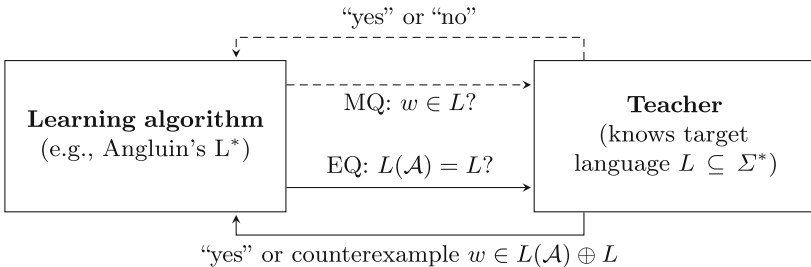 “yes” or “no”
MQ: w ∈ L?
Learning algorithm
(e.g., Angluin's L*)
EQ: L(𝒜) = L?
Teacher
(knows target
language L ⊆ Σ*)
“yes” or counterexample w ∈ L(𝒜) ⊕ L